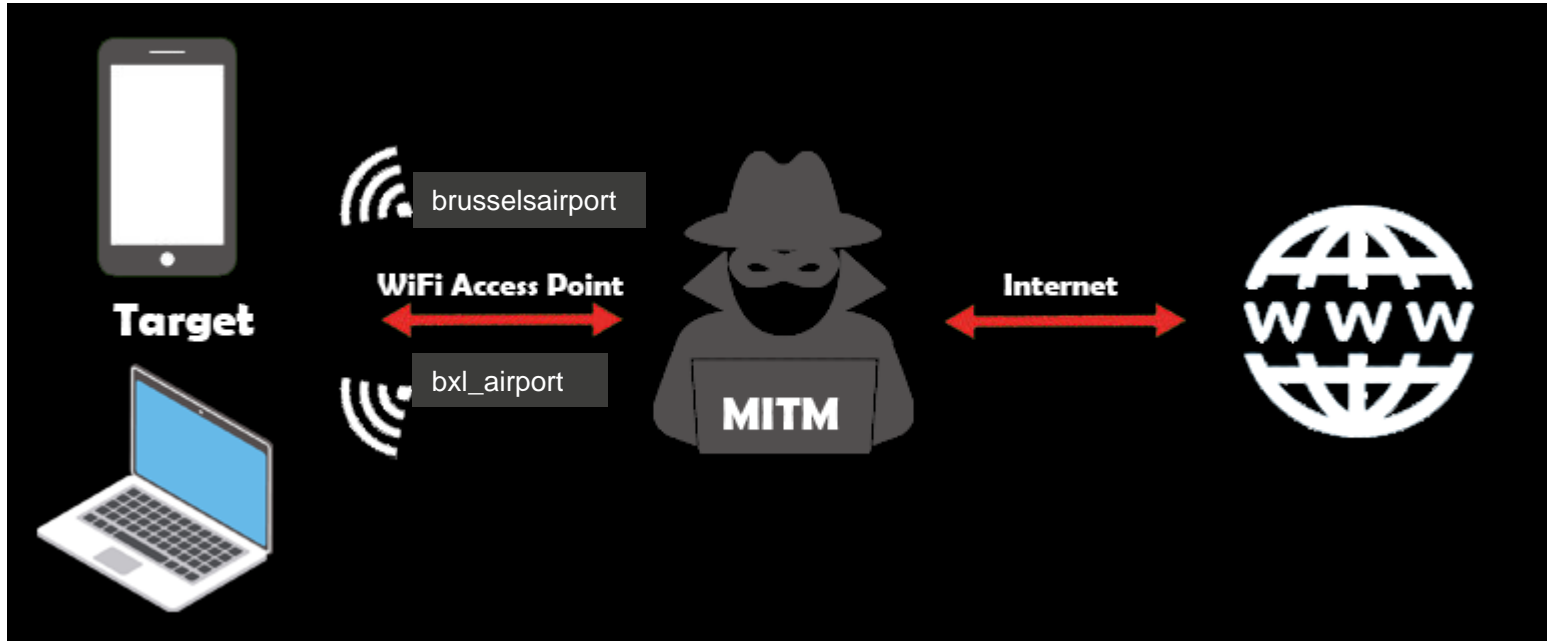 brusselsairport
WiFi Access Point
Internet
Target
WWW
bxl_airport
MITM